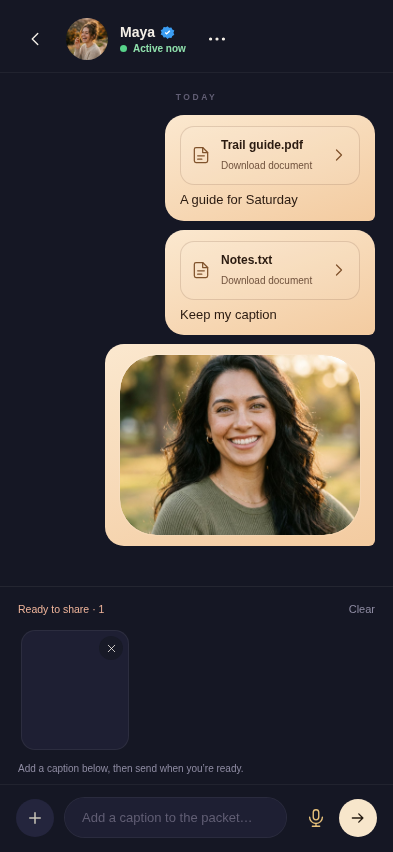 Maya
Active now
TODAY
Trail guide.pdf
Download document
A guide for Saturday
Notes.txt
Download document
Keep my caption
Ready to share · 1
Clear
Add a caption below, then send when you're ready.
Add a caption to the packet…